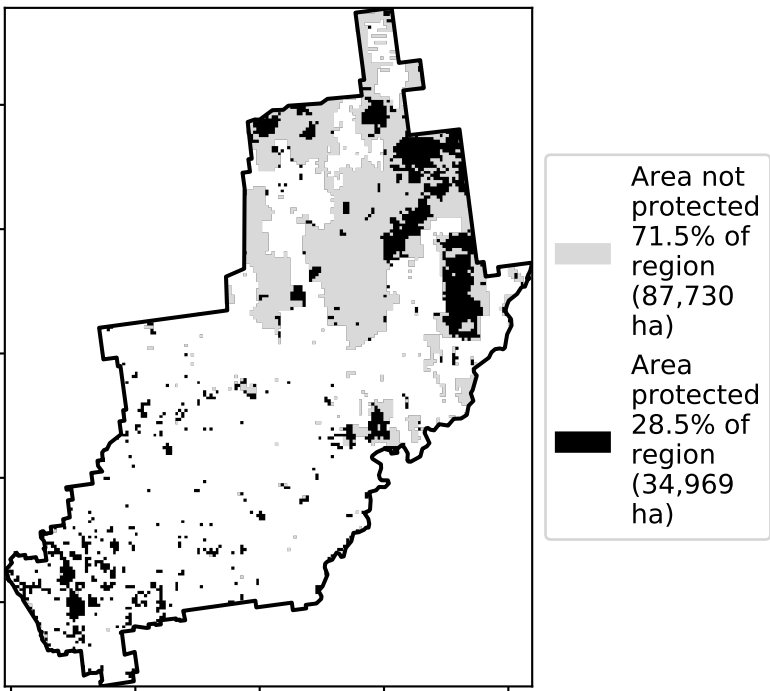 Area not
protected
71.5% of
region
(87,730
ha)
Area
protected
28.5% of
region
(34,969
ha)